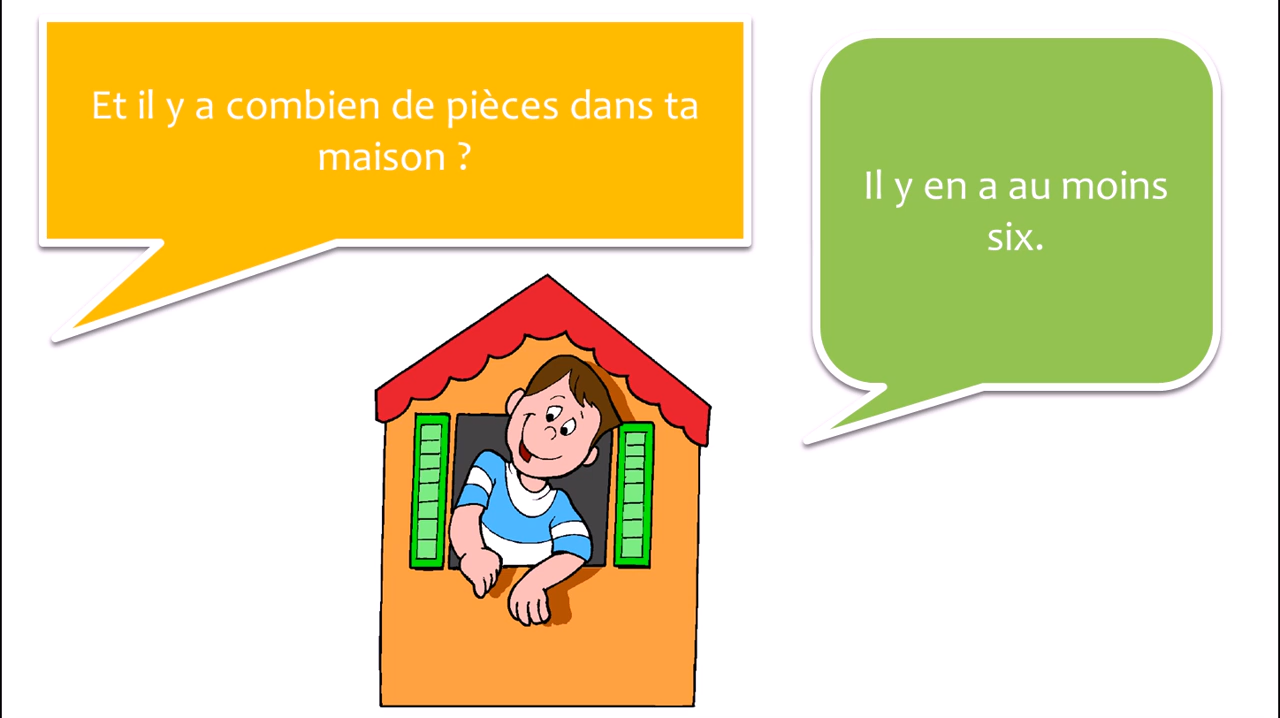 Et il y a combien de pièces dans ta
maison ?
Il y en a au moins
six.